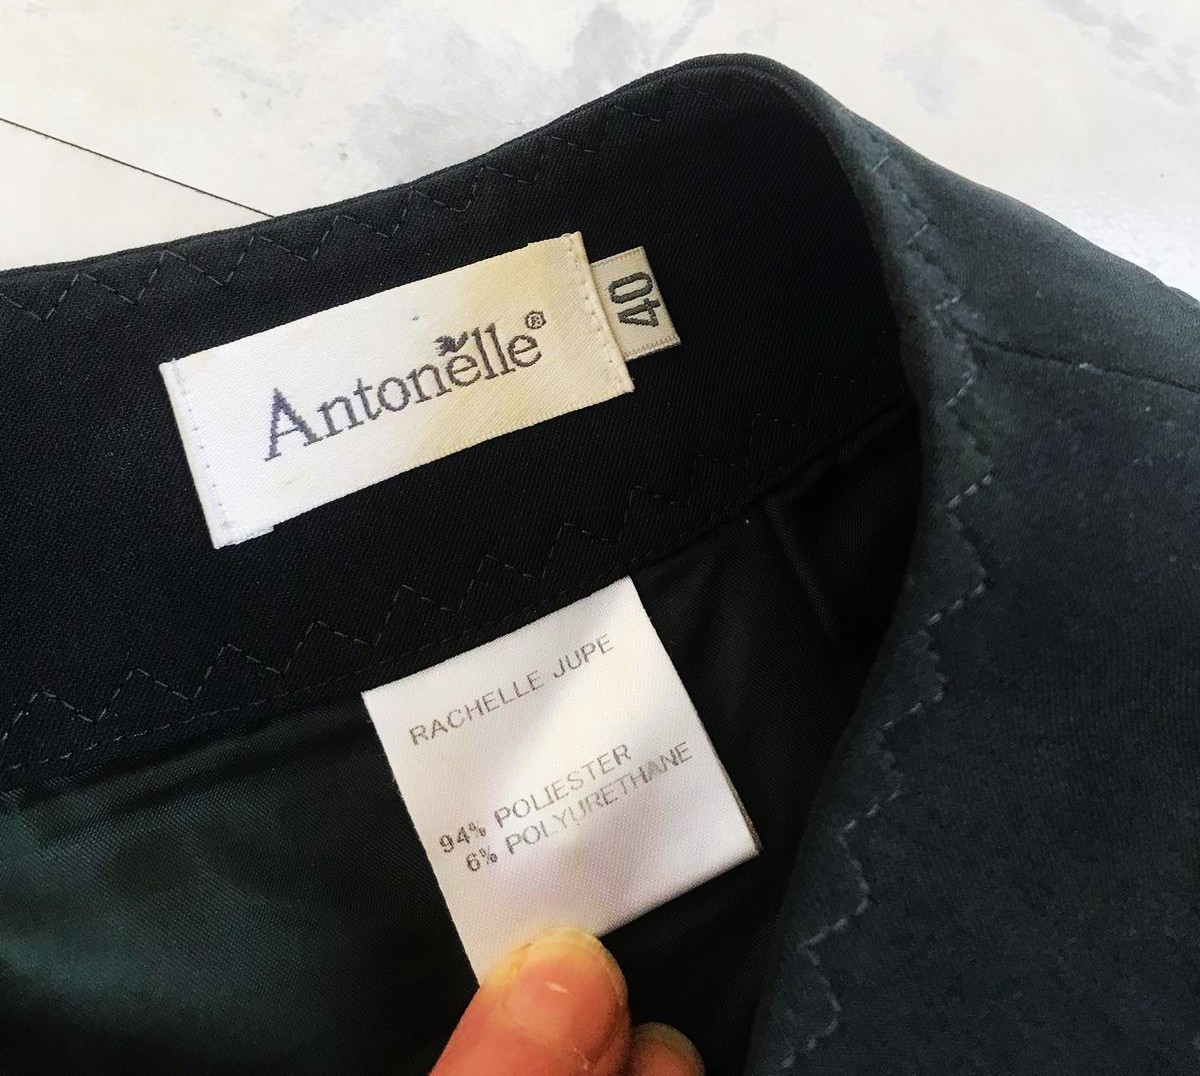 Antonelle®
40
RACHELLE JUPE
94% POLIESTER
6% POLYURETHANE